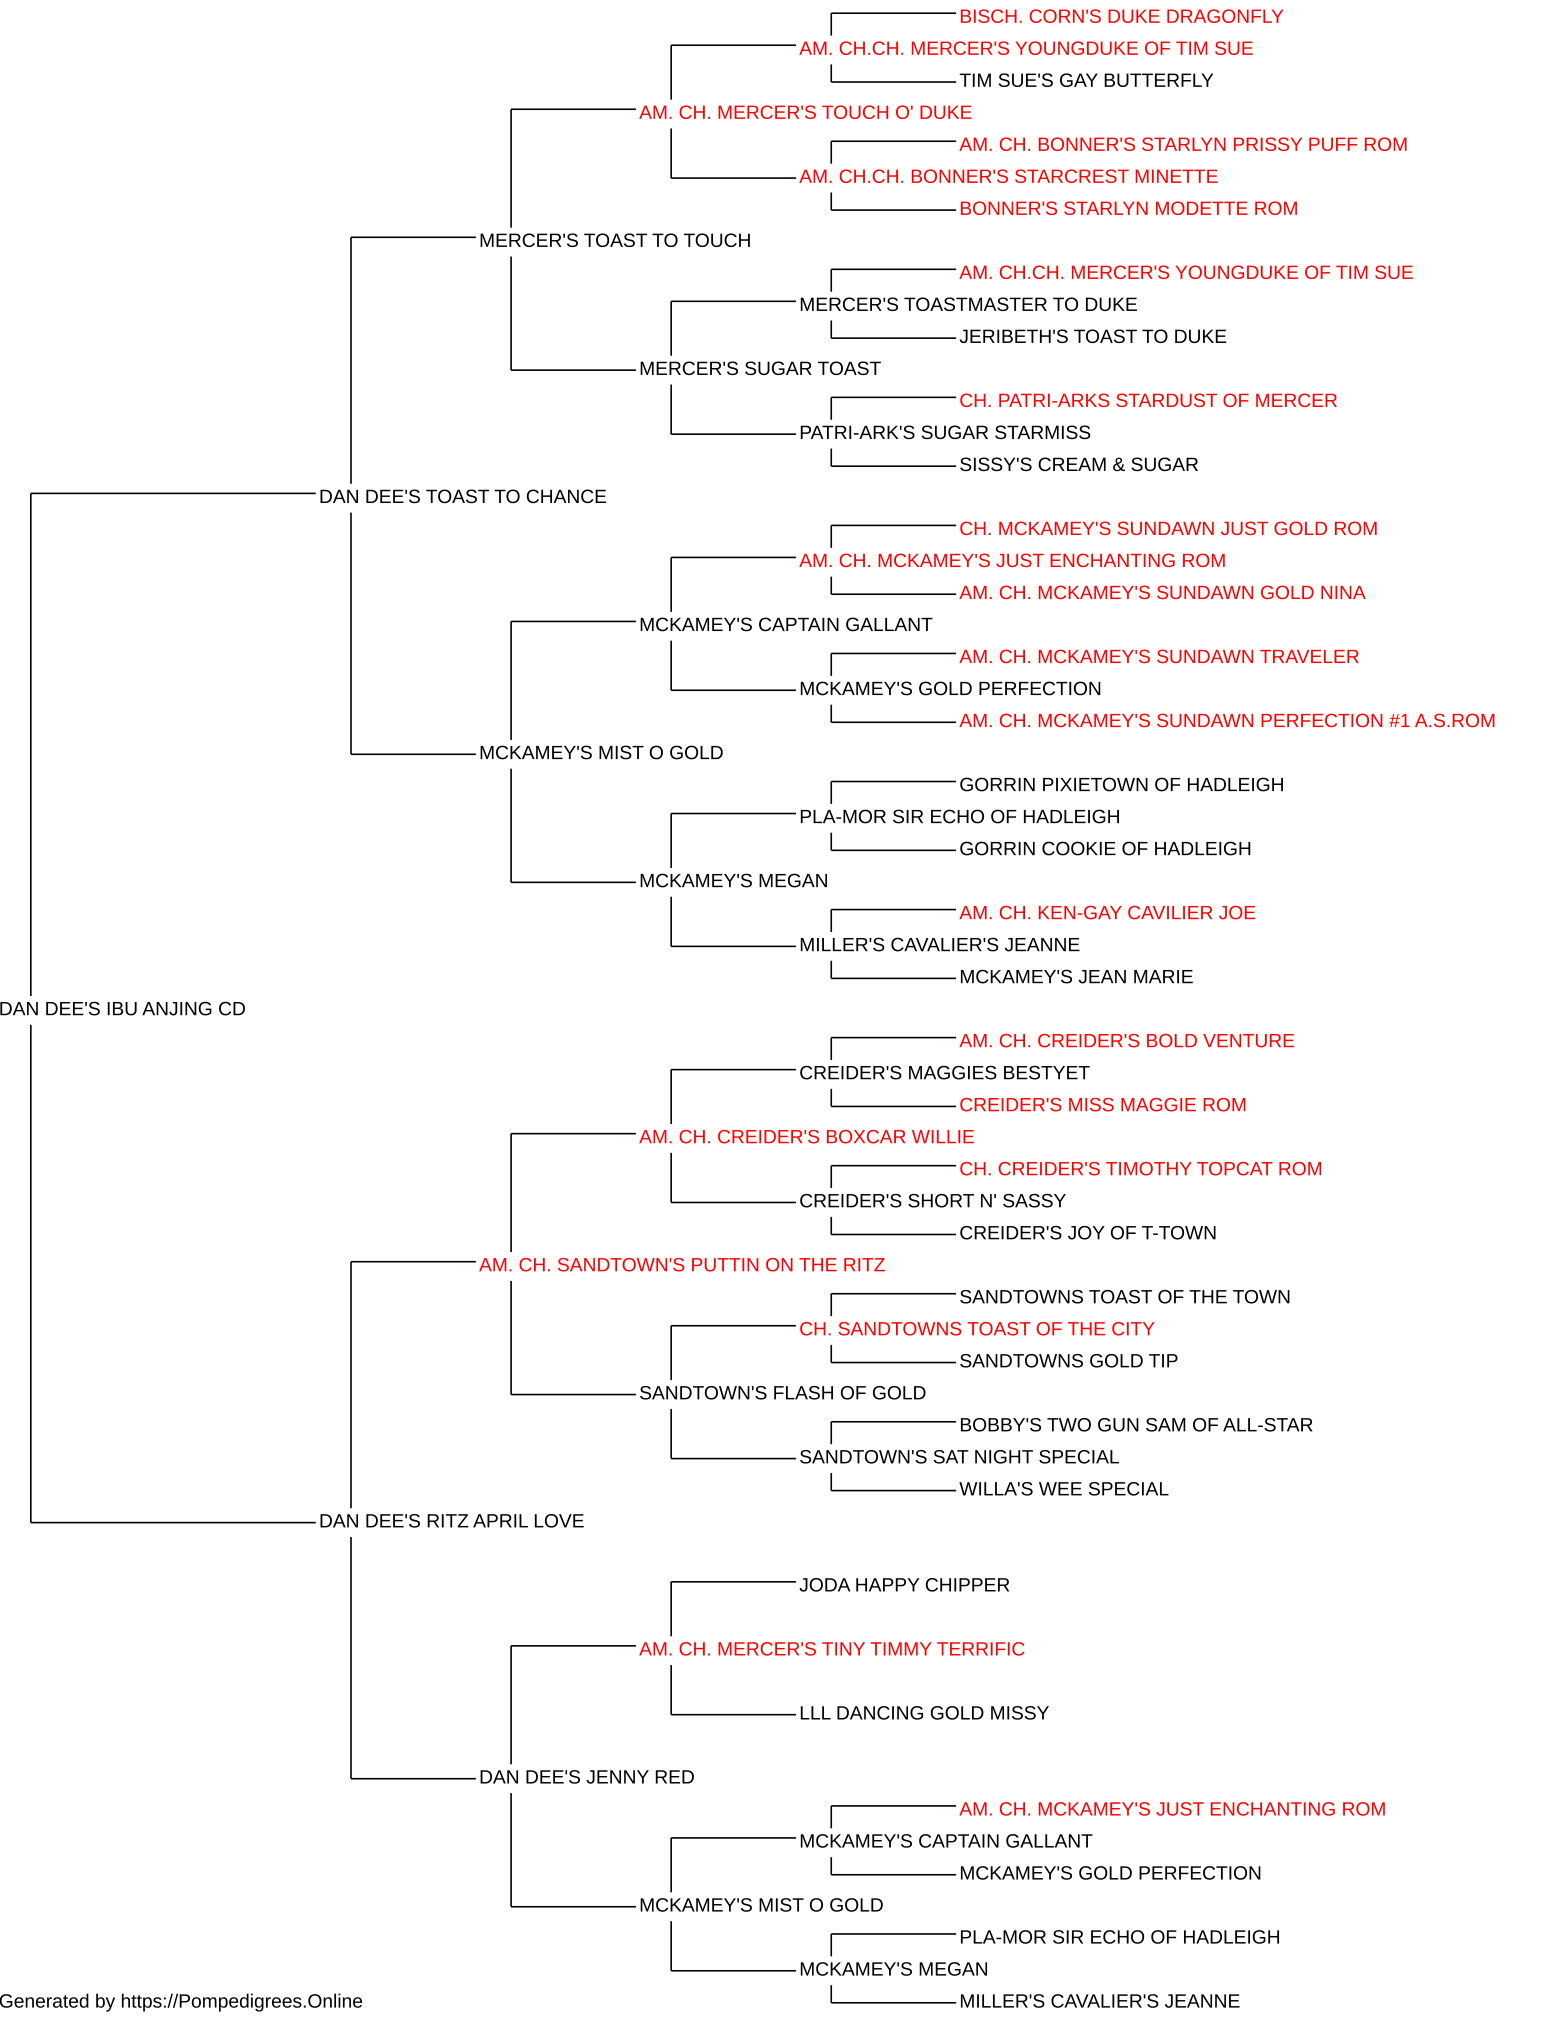 BISCH. CORN'S DUKE DRAGONFLY
AM. CH.CH. MERCER'S YOUNGDUKE OF TIM SUE
TIM SUE'S GAY BUTTERFLY
AM. CH. MERCER'S TOUCH O' DUKE
AM. CH. BONNER'S STARLYN PRISSY PUFF ROM
AM. CH.CH. BONNER'S STARCREST MINETTE
BONNER'S STARLYN MODETTE ROM
MERCER'S TOAST TO TOUCH
AM. CH.CH. MERCER'S YOUNGDUKE OF TIM SUE
MERCER'S TOASTMASTER TO DUKE
JERIBETH'S TOAST TO DUKE
MERCER'S SUGAR TOAST
CH. PATRI-ARKS STARDUST OF MERCER
PATRI-ARK'S SUGAR STARMISS
SISSY'S CREAM & SUGAR
DAN DEE'S TOAST TO CHANCE
CH. MCKAMEY'S SUNDAWN JUST GOLD ROM
AM. CH. MCKAMEY'S JUST ENCHANTING ROM
AM. CH. MCKAMEY'S SUNDAWN GOLD NINA
MCKAMEY'S CAPTAIN GALLANT
AM. CH. MCKAMEY'S SUNDAWN TRAVELER
MCKAMEY'S GOLD PERFECTION
AM. CH. MCKAMEY'S SUNDAWN PERFECTION #1 A.S.ROM
MCKAMEY'S MIST O GOLD
GORRIN PIXIETOWN OF HADLEIGH
PLA-MOR SIR ECHO OF HADLEIGH
GORRIN COOKIE OF HADLEIGH
MCKAMEY'S MEGAN
AM. CH. KEN-GAY CAVILIER JOE
MILLER'S CAVALIER'S JEANNE
MCKAMEY'S JEAN MARIE
DAN DEE'S IBU ANJING CD
AM. CH. CREIDER'S BOLD VENTURE
CREIDER'S MAGGIES BESTYET
CREIDER'S MISS MAGGIE ROM
AM. CH. CREIDER'S BOXCAR WILLIE
CH. CREIDER'S TIMOTHY TOPCAT ROM
CREIDER'S SHORT N' SASSY
CREIDER'S JOY OF T-TOWN
AM. CH. SANDTOWN'S PUTTIN ON THE RITZ
SANDTOWNS TOAST OF THE TOWN
CH. SANDTOWNS TOAST OF THE CITY
SANDTOWNS GOLD TIP
SANDTOWN'S FLASH OF GOLD
BOBBY'S TWO GUN SAM OF ALL-STAR
SANDTOWN'S SAT NIGHT SPECIAL
WILLA'S WEE SPECIAL
DAN DEE'S RITZ APRIL LOVE
JODA HAPPY CHIPPER
AM. CH. MERCER'S TINY TIMMY TERRIFIC
LLL DANCING GOLD MISSY
DAN DEE'S JENNY RED
AM. CH. MCKAMEY'S JUST ENCHANTING ROM
MCKAMEY'S CAPTAIN GALLANT
MCKAMEY'S GOLD PERFECTION
MCKAMEY'S MIST O GOLD
PLA-MOR SIR ECHO OF HADLEIGH
MCKAMEY'S MEGAN
MILLER'S CAVALIER'S JEANNE
Generated by https://Pompedigrees.Online